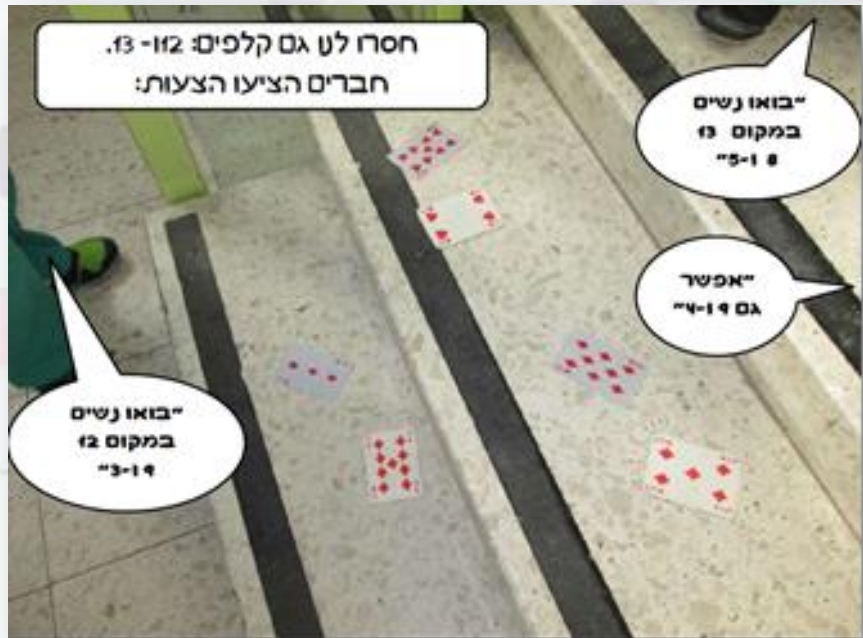 חסרו לנו גם קלפים: 12 ו-13.
חברים הציעו הצעות:
"בואו נשים
במקום 13
8 ו-5"
"אפשר
גם 9 ו-4"
"בואו נשים
במקום 12
9 ו-3"